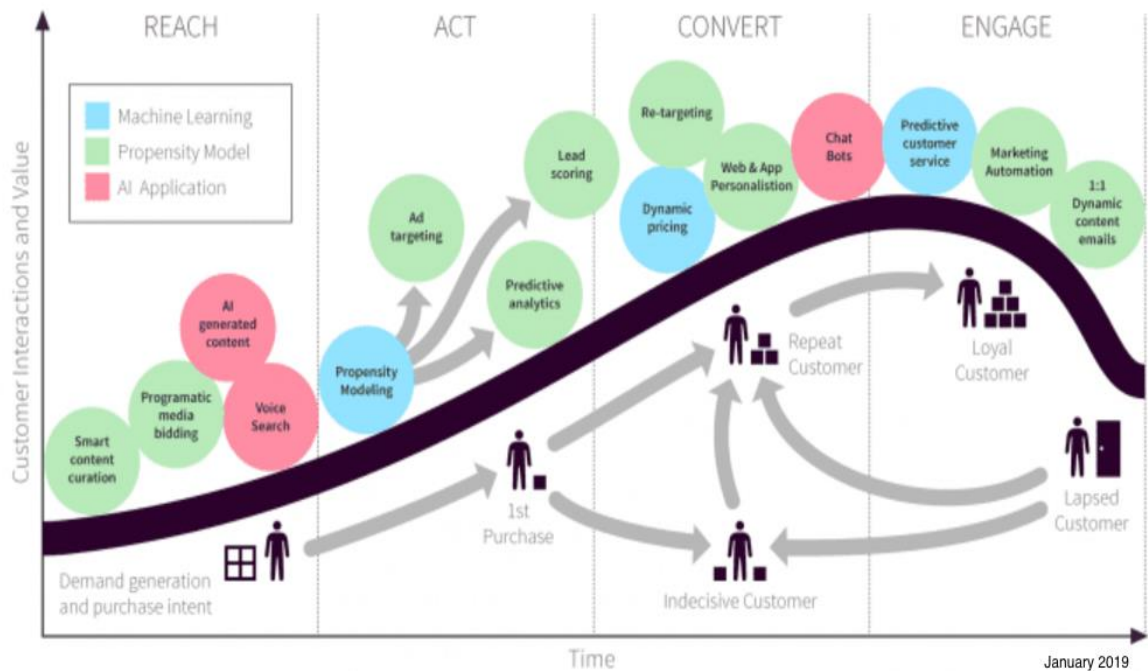 REACH
ACT
CONVERT
ENGAGE
Machine Learning
Propensity Model
AI Application
Customer Interactions and Value
Smart
content
curation
Programatic
media
bidding
AI
generated
content
Voice
Search
Propensity
Modeling
Ad
targeting
Lead
scoring
Predictive
analytics
Re-targeting
Dynamic
pricing
Web & App
Personalistion
Chat
Bots
Predictive
customer
service
Marketing
Automation
1:1
Dynamic
content
emails
Demand generation
and purchase intent
1st
Purchase
Repeat
Customer
Indecisive Customer
Loyal
Customer
Lapsed
Customer
Time
January 2019